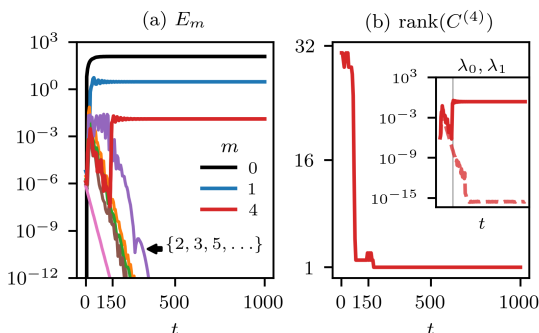 (a) $E_m$
(b) rank($C^{(4)}$)
10^3
10^0
10^{-3}
10^{-6}
10^{-9}
10^{-12}
m
0
1
4
{2, 3, 5, . . .}
0 150 500 1000
t
32
16
1
λ_0, λ_1
10^3
10^{-3}
10^{-9}
10^{-15}
t
0 150 500 1000
t